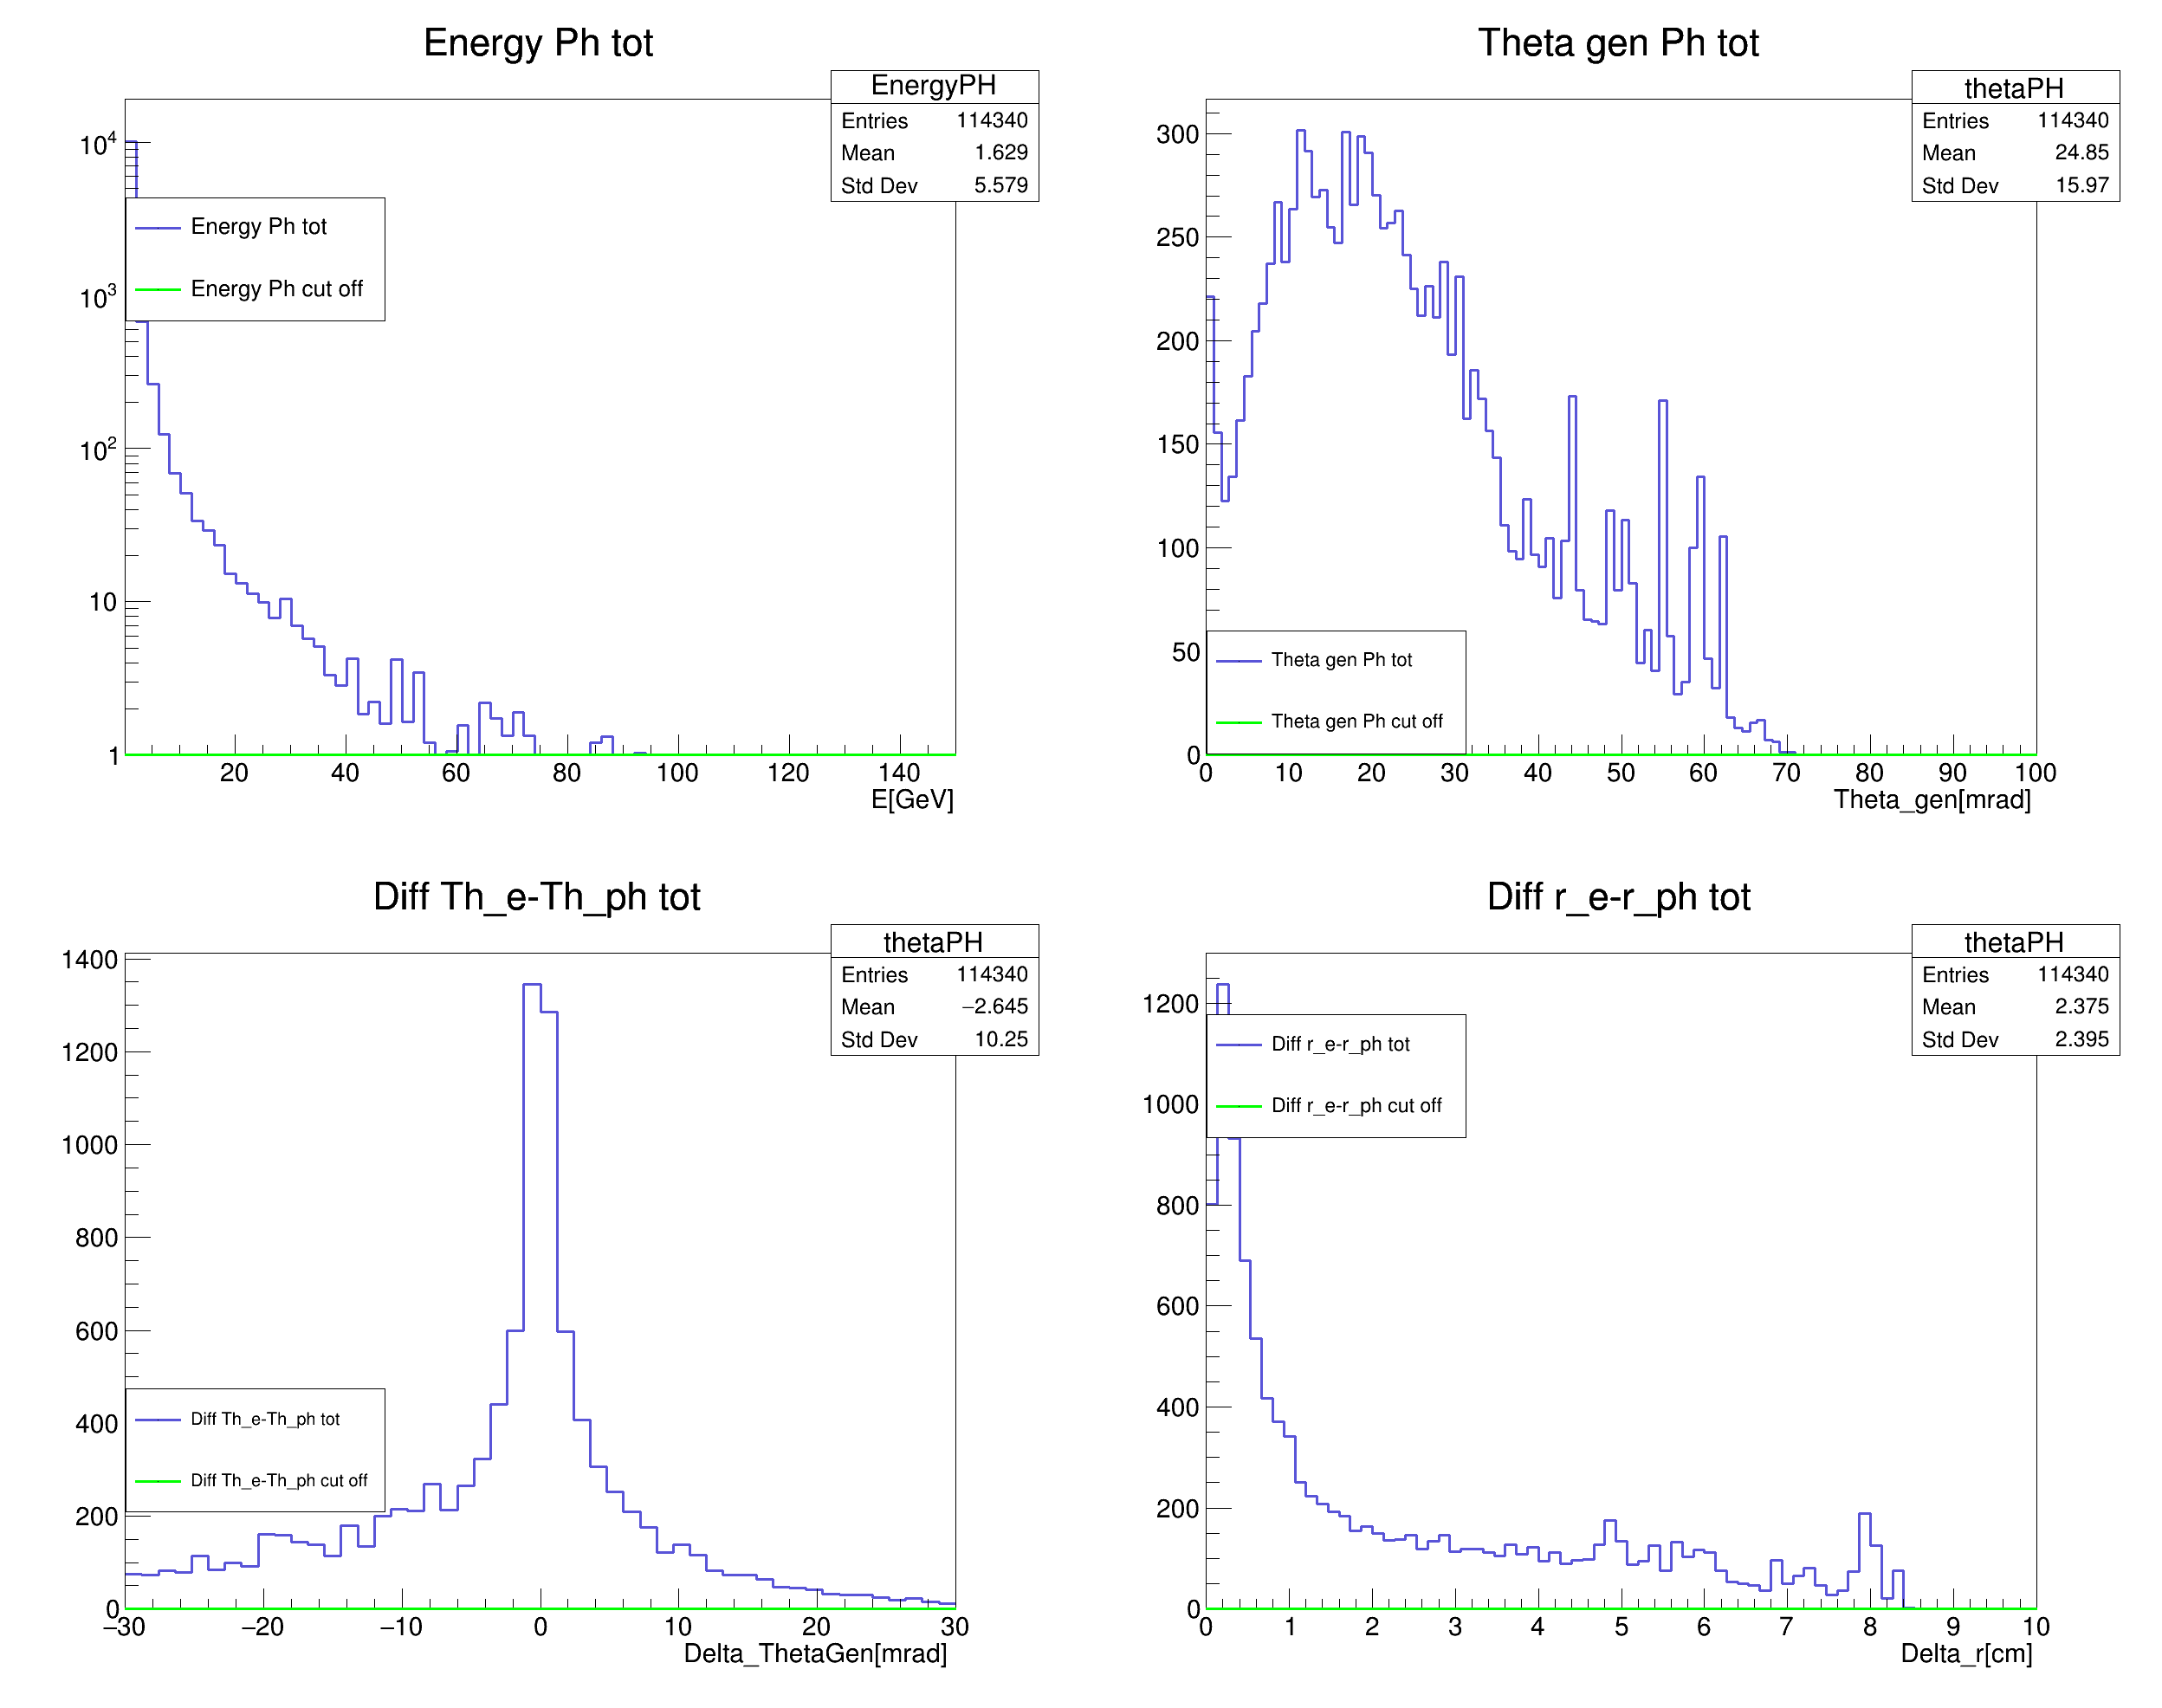 Energy Ph tot
EnergyPH
Entries 114340
Mean 1.629
Std Dev 5.579
10^4
10^3
10^2
10
1
Energy Ph tot
Energy Ph cut off
20 40 60 80 100 120 140
E[GeV]
Theta gen Ph tot
thetaPH
Entries 114340
Mean 24.85
Std Dev 15.97
300
250
200
150
100
50
0
Theta gen Ph tot
Theta gen Ph cut off
0 10 20 30 40 50 60 70 80 90 100
Theta_gen[mrad]
Diff Th_e-Th_ph tot
thetaPH
Entries 114340
Mean −2.645
Std Dev 10.25
1400
1200
1000
800
600
400
200
0
Diff Th_e-Th_ph tot
Diff Th_e-Th_ph cut off
−30 −20 −10 0 10 20 30
Delta_ThetaGen[mrad]
Diff r_e-r_ph tot
thetaPH
Entries 114340
Mean 2.375
Std Dev 2.395
1200
1000
800
600
400
200
0
Diff r_e-r_ph tot
Diff r_e-r_ph cut off
0 1 2 3 4 5 6 7 8 9 10
Delta_r[cm]